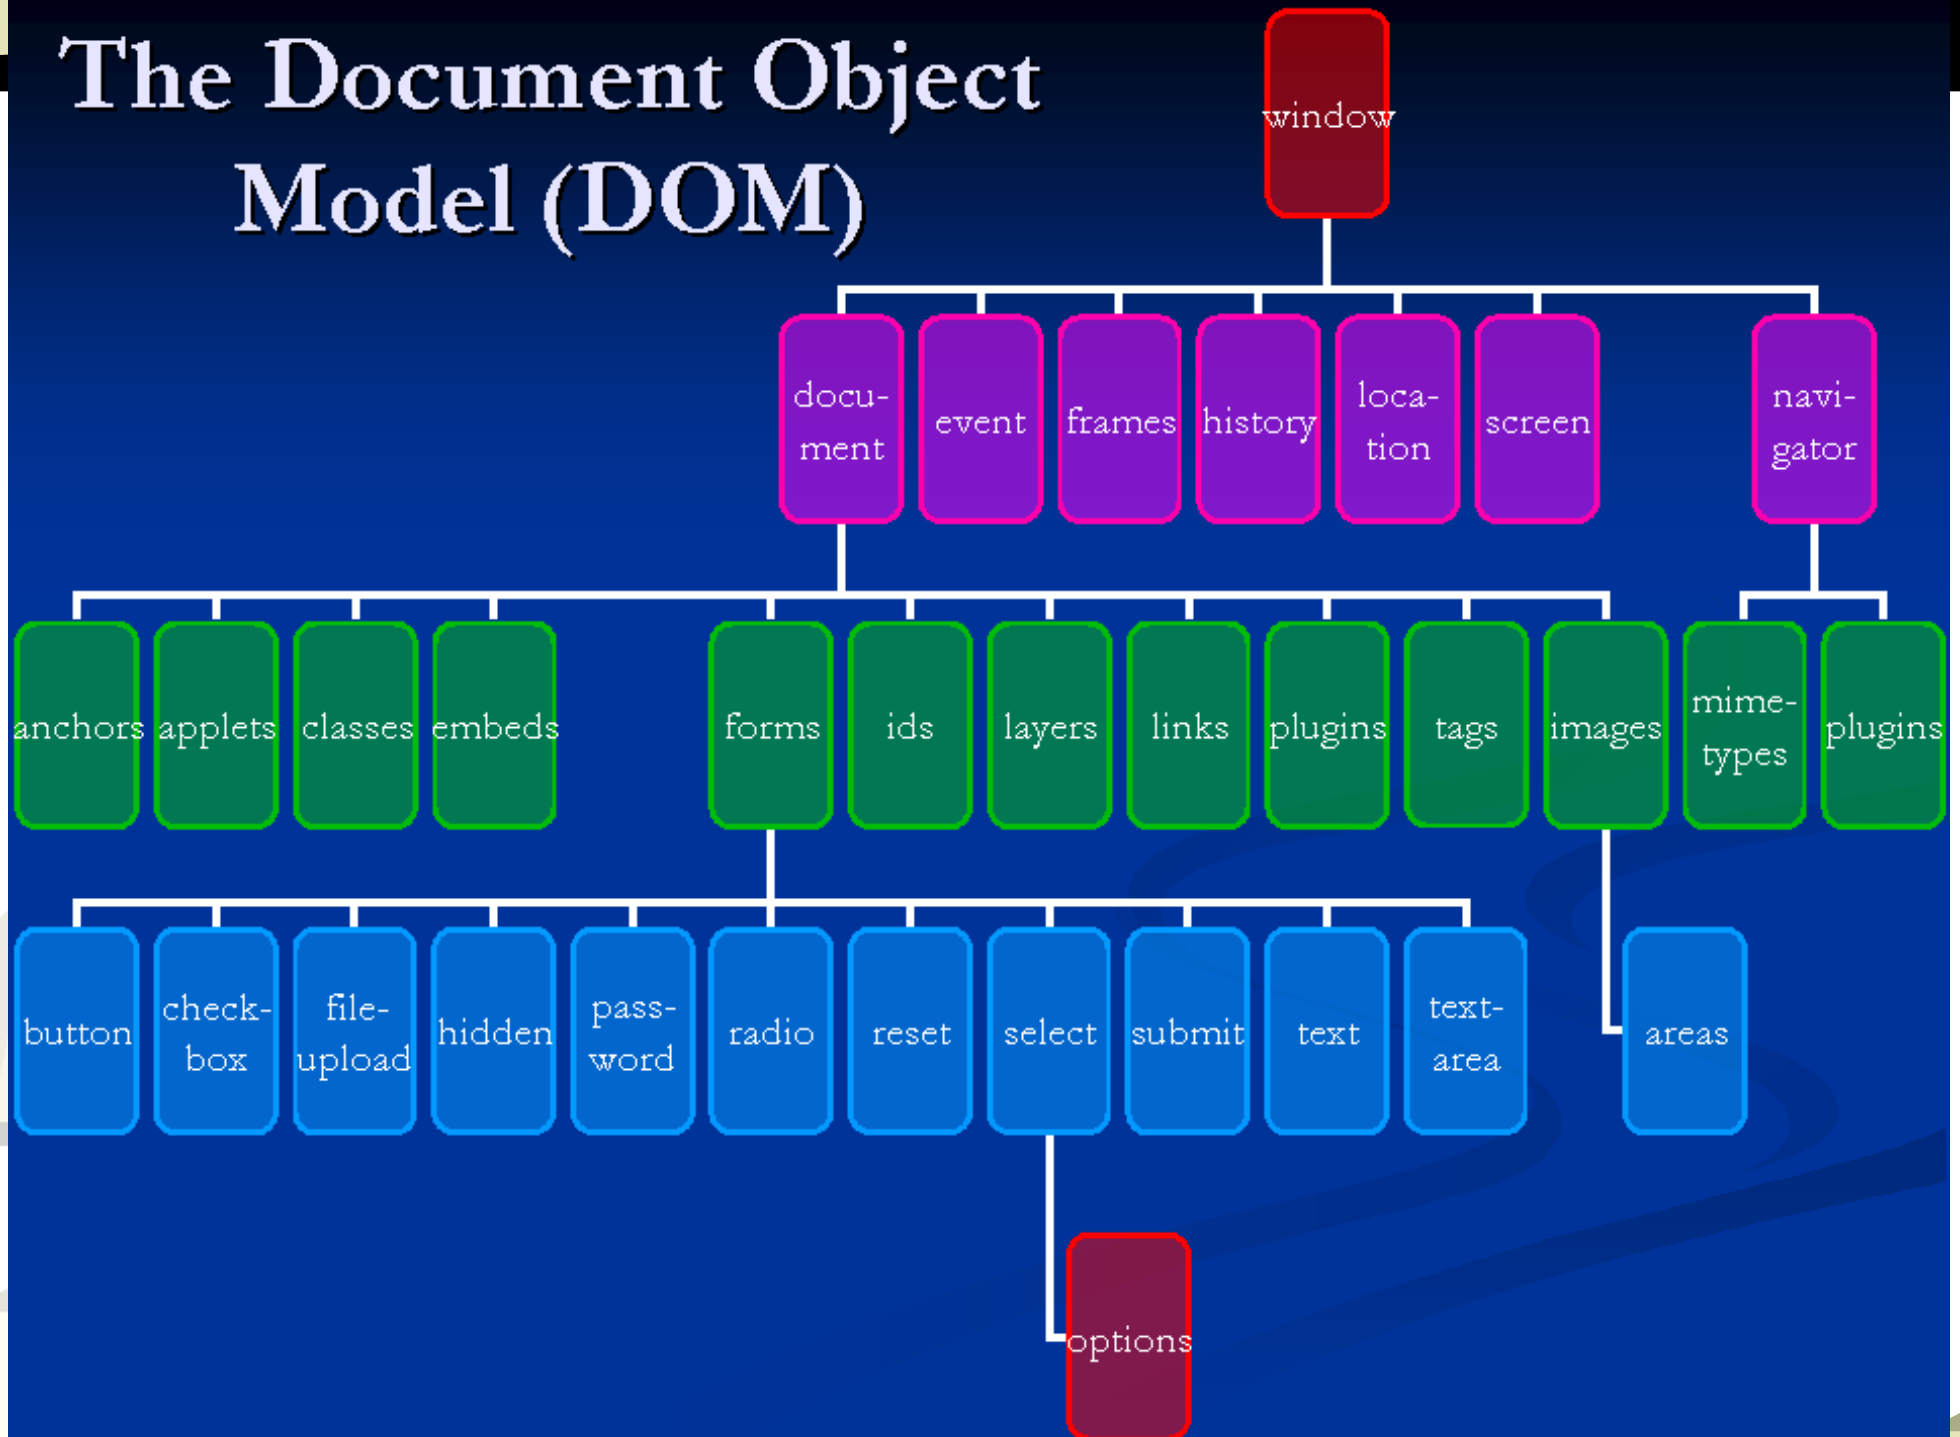 The Document Object
Model (DOM)
window
docu-
ment
event
frames
history
loca-
tion
screen
navi-
gator
anchors
applets
classes
embeds
forms
ids
layers
links
plugins
tags
images
mime-
types
plugins
button
check-
box
file-
upload
hidden
pass-
word
radio
reset
select
submit
text
text-
area
areas
options